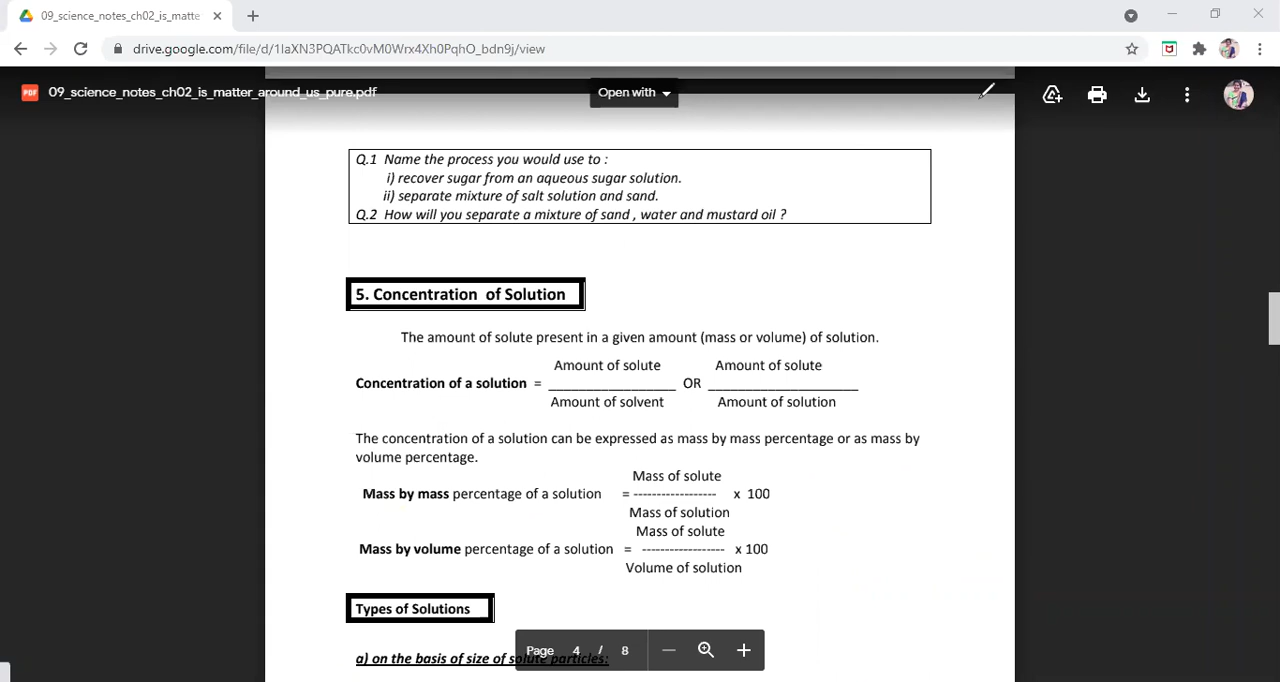 09_science_notes_ch02_is_matte
drive.google.com/file/d/1IaXN3PQATkc0vM0Wrx4Xh0PqhO_bdn9j/view
PDF 09_science_notes_ch02_is_matter_around_us_pure.pdf
Open with
Q.1 Name the process you would use to :
i) recover sugar from an aqueous sugar solution.
ii) separate mixture of salt solution and sand.
Q.2 How will you separate a mixture of sand , water and mustard oil ?
5. Concentration of Solution
The amount of solute present in a given amount (mass or volume) of solution.
Amount of solute Amount of solute
Concentration of a solution = __________________ OR _____________________
Amount of solvent Amount of solution
The concentration of a solution can be expressed as mass by mass percentage or as mass by
volume percentage.
Mass of solute
Mass by mass percentage of a solution = ------------------ x 100
Mass of solution
Mass of solute
Mass by volume percentage of a solution = ------------------ x 100
Volume of solution
Types of Solutions
a) on the basis of size of solute particles:
Page 4 / 8